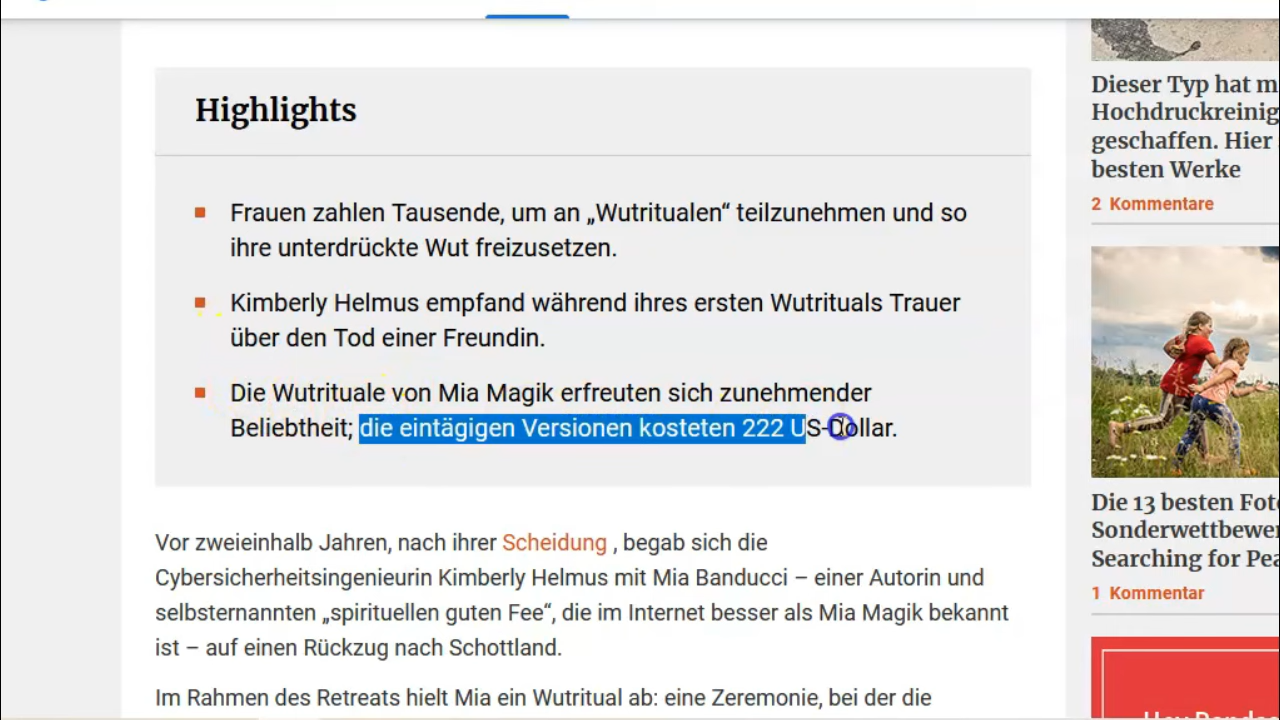 Highlights
Frauen zahlen Tausende, um an „Wutritualen“ teilzunehmen und so
ihre unterdrückte Wut freizusetzen.
Kimberly Helmus empfand während ihres ersten Wutrituals Trauer
über den Tod einer Freundin.
Die Wutrituale von Mia Magik erfreuten sich zunehmender
Beliebtheit; die eintägigen Versionen kosteten 222 US-Dollar.
Vor zweieinhalb Jahren, nach ihrer Scheidung , begab sich die
Cybersicherheitsingenieurin Kimberly Helmus mit Mia Banducci – einer Autorin und
selbsternannten „spirituellen guten Fee“, die im Internet besser als Mia Magik bekannt
ist – auf einen Rückzug nach Schottland.
Im Rahmen des Retreats hielt Mia ein Wutritual ab: eine Zeremonie, bei der die
Dieser Typ hat m
Hochdruckreinig
geschaffen. Hier
besten Werke
2 Kommentare
Die 13 besten Fot
Sonderwettbewe
Searching for Pea
1 Kommentar